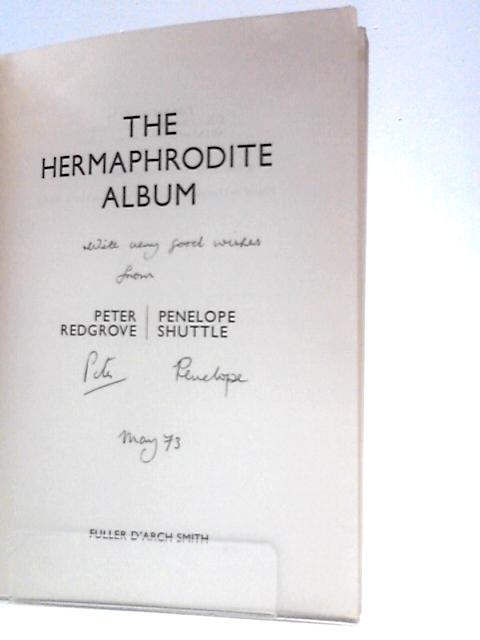 THE
HERMAPHRODITE
ALBUM
With very good wishes
from
PETER | PENELOPE
REDGROVE | SHUTTLE
Peter Penelope
May 73
FULLER D'ARCH SMITH